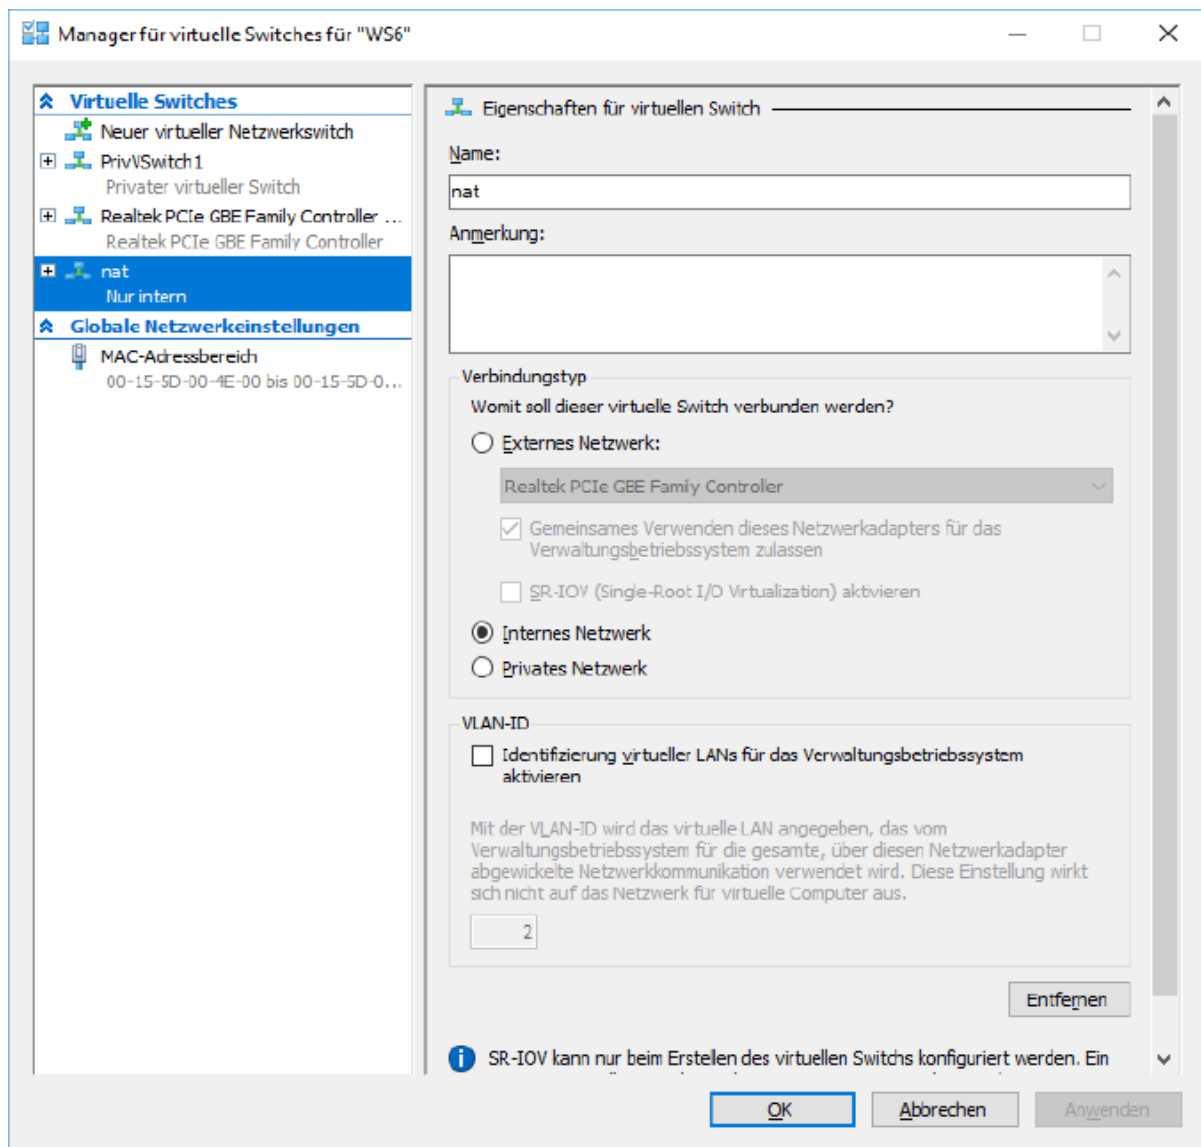 Manager für virtuelle Switches für "WS6"
Virtuelle Switches
Neuer virtueller Netzwerkswitch
PrivVSwitch1
Privater virtueller Switch
Realtek PCIe GBE Family Controller ...
Realtek PCIe GBE Family Controller
nat
Nur intern
Globale Netzwerkeinstellungen
MAC-Adressbereich
00-15-5D-00-4E-00 bis 00-15-5D-0...
Eigenschaften für virtuellen Switch
Name:
nat
Anmerkung:
Verbindungstyp
Womit soll dieser virtuelle Switch verbunden werden?
Externes Netzwerk:
Realtek PCIe GBE Family Controller
Gemeinsames Verwenden dieses Netzwerkadapters für das
Verwaltungsbetriebssystem zulassen
SR-IOV (Single-Root I/O Virtualization) aktivieren
Internes Netzwerk
Privates Netzwerk
VLAN-ID
Identifizierung virtueller LANs für das Verwaltungsbetriebssystem
aktivieren
Mit der VLAN-ID wird das virtuelle LAN angegeben, das vom
Verwaltungsbetriebssystem für die gesamte, über diesen Netzwerkadapter
abgewickelte Netzwerkkommunikation verwendet wird. Diese Einstellung wirkt
sich nicht auf das Netzwerk für virtuelle Computer aus.
2
Entfernen
SR-IOV kann nur beim Erstellen des virtuellen Switchs konfiguriert werden. Ein
OK
Abbrechen
Anwenden